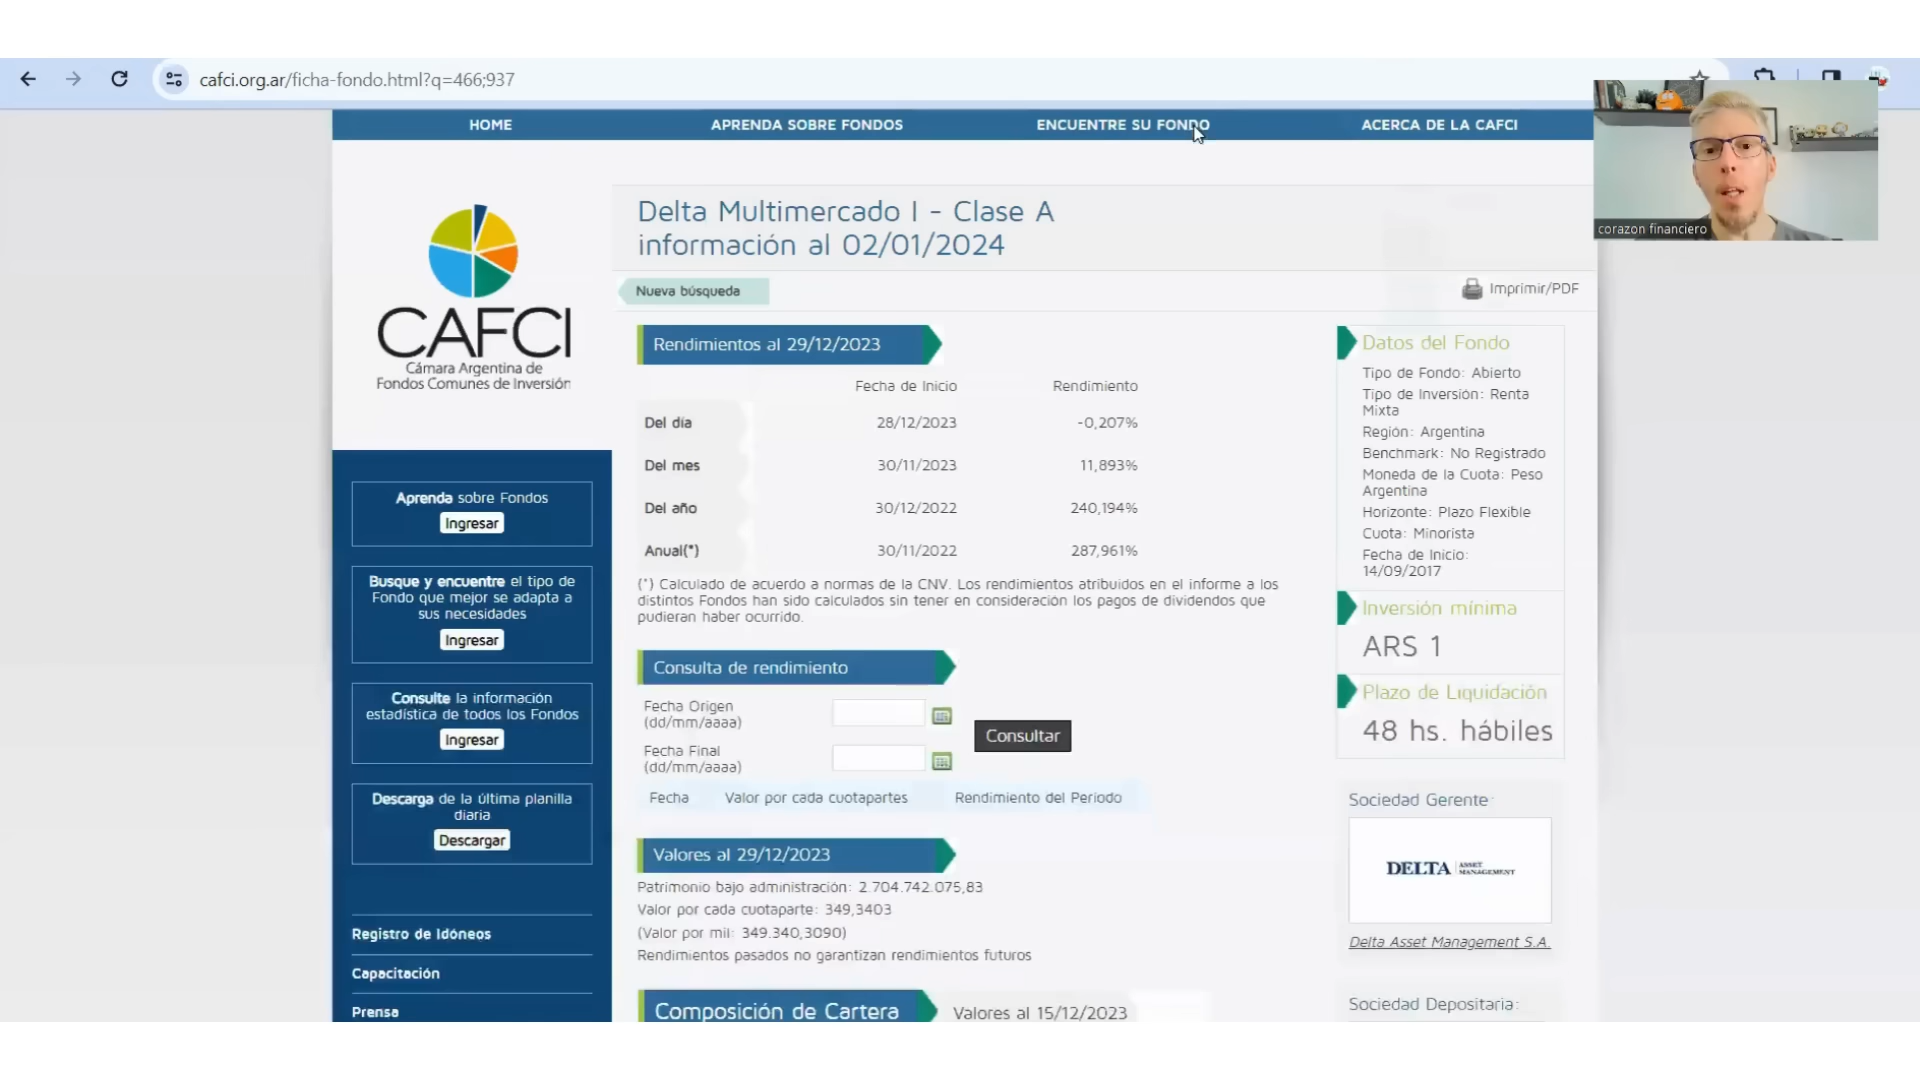 cafci.org.ar/ficha-fondo.html?q=466;937
HOME
APRENDA SOBRE FONDOS
ENCUENTRE SU FONDO
ACERCA DE LA CAFCI
corazon financiero
CAFCI
Cámara Argentina de
Fondos Comunes de Inversión
Delta Multimercado I - Clase A
información al 02/01/2024
Nueva búsqueda
Imprimir/PDF
Rendimientos al 29/12/2023
Fecha de Inicio Rendimiento
Del día 28/12/2023 -0,207%
Del mes 30/11/2023 11,893%
Del año 30/12/2022 240,194%
Anual(*) 30/11/2022 287,961%
(*) Calculado de acuerdo a normas de la CNV. Los rendimientos atribuidos en el informe a los
distintos Fondos han sido calculados sin tener en consideración los pagos de dividendos que
pudieran haber ocurrido.
Consulta de rendimiento
Fecha Origen
(dd/mm/aaaa)
Fecha Final
(dd/mm/aaaa)
Consultar
Fecha Valor por cada cuotapartes Rendimiento del Periodo
Valores al 29/12/2023
Patrimonio bajo administración: 2.704.742.075,83
Valor por cada cuotaparte: 349,3403
(Valor por mil: 349.340,3090)
Rendimientos pasados no garantizan rendimientos futuros
Composición de Cartera
Valores al 15/12/2023
Datos del Fondo
Tipo de Fondo: Abierto
Tipo de Inversión: Renta
Mixta
Región: Argentina
Benchmark: No Registrado
Moneda de la Cuota: Peso
Argentina
Horizonte: Plazo Flexible
Cuota: Minorista
Fecha de Inicio:
14/09/2017
Inversión mínima
ARS 1
Plazo de Liquidación
48 hs. hábiles
Sociedad Gerente:
DELTA ASSET
MANAGEMENT
Delta Asset Management S.A.
Sociedad Depositaria:
Aprenda sobre Fondos
Ingresar
Busque y encuentre el tipo de
Fondo que mejor se adapta a
sus necesidades
Ingresar
Consulte la información
estadística de todos los Fondos
Ingresar
Descarga de la última planilla
diaria
Descargar
Registro de Idóneos
Capacitación
Prensa